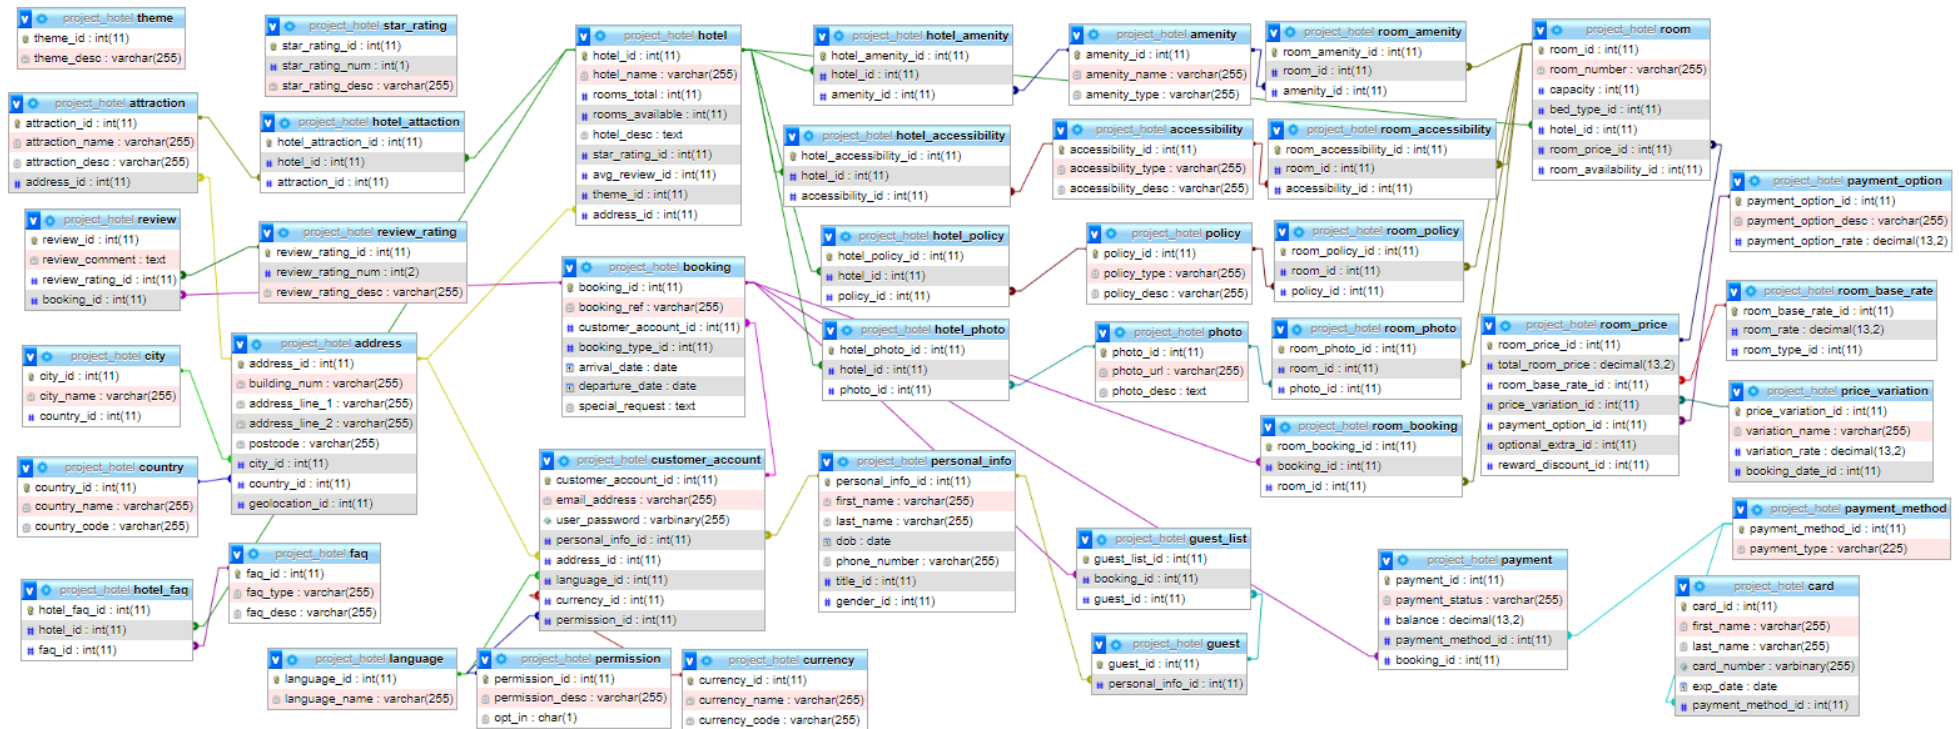 project_hotel theme
theme_id : int(11)
theme_desc : varchar(255)
project_hotel star_rating
star_rating_id : int(11)
star_rating_num : int(1)
star_rating_desc : varchar(255)
project_hotel attraction
attraction_id : int(11)
attraction_name : varchar(255)
attraction_desc : varchar(255)
address_id : int(11)
project_hotel hotel_attaction
hotel_attraction_id : int(11)
hotel_id : int(11)
attraction_id : int(11)
project_hotel review
review_id : int(11)
review_comment : text
review_rating_id : int(11)
booking_id : int(11)
project_hotel review_rating
review_rating_id : int(11)
review_rating_num : int(2)
review_rating_desc : varchar(255)
project_hotel city
city_id : int(11)
city_name : varchar(255)
country_id : int(11)
project_hotel address
address_id : int(11)
building_num : varchar(255)
address_line_1 : varchar(255)
address_line_2 : varchar(255)
postcode : varchar(255)
city_id : int(11)
country_id : int(11)
geolocation_id : int(11)
project_hotel country
country_id : int(11)
country_name : varchar(255)
country_code : varchar(255)
project_hotel faq
faq_id : int(11)
faq_type : varchar(255)
faq_desc : varchar(255)
project_hotel hotel_faq
hotel_faq_id : int(11)
hotel_id : int(11)
faq_id : int(11)
project_hotel language
language_id : int(11)
language_name : varchar(255)
project_hotel permission
permission_id : int(11)
permission_desc : varchar(255)
opt_in : char(1)
project_hotel currency
currency_id : int(11)
currency_name : varchar(255)
currency_code : varchar(255)
project_hotel hotel
hotel_id : int(11)
hotel_name : varchar(255)
rooms_total : int(11)
rooms_available : int(11)
hotel_desc : text
star_rating_id : int(11)
avg_review_id : int(11)
theme_id : int(11)
address_id : int(11)
project_hotel booking
booking_id : int(11)
booking_ref : varchar(255)
customer_account_id : int(11)
booking_type_id : int(11)
arrival_date : date
departure_date : date
special_request : text
project_hotel customer_account
customer_account_id : int(11)
email_address : varchar(255)
user_password : varbinary(255)
personal_info_id : int(11)
address_id : int(11)
language_id : int(11)
currency_id : int(11)
permission_id : int(11)
project_hotel hotel_amenity
hotel_amenity_id : int(11)
hotel_id : int(11)
amenity_id : int(11)
project_hotel hotel_accessibility
hotel_accessibility_id : int(11)
hotel_id : int(11)
accessibility_id : int(11)
project_hotel hotel_policy
hotel_policy_id : int(11)
hotel_id : int(11)
policy_id : int(11)
project_hotel hotel_photo
hotel_photo_id : int(11)
hotel_id : int(11)
photo_id : int(11)
project_hotel personal_info
personal_info_id : int(11)
first_name : varchar(255)
last_name : varchar(255)
dob : date
phone_number : varchar(255)
title_id : int(11)
gender_id : int(11)
project_hotel amenity
amenity_id : int(11)
amenity_name : varchar(255)
amenity_type : varchar(255)
project_hotel accessibility
accessibility_id : int(11)
accessibility_type : varchar(255)
accessibility_desc : varchar(255)
project_hotel policy
policy_id : int(11)
policy_type : varchar(255)
policy_desc : varchar(255)
project_hotel photo
photo_id : int(11)
photo_url : varchar(255)
photo_desc : text
project_hotel guest_list
guest_list_id : int(11)
booking_id : int(11)
guest_id : int(11)
project_hotel guest
guest_id : int(11)
personal_info_id : int(11)
project_hotel room_amenity
room_amenity_id : int(11)
room_id : int(11)
amenity_id : int(11)
project_hotel room_accessibility
room_accessibility_id : int(11)
room_id : int(11)
accessibility_id : int(11)
project_hotel room_policy
room_policy_id : int(11)
room_id : int(11)
policy_id : int(11)
project_hotel room_photo
room_photo_id : int(11)
room_id : int(11)
photo_id : int(11)
project_hotel room_booking
room_booking_id : int(11)
booking_id : int(11)
room_id : int(11)
project_hotel payment
payment_id : int(11)
payment_status : varchar(255)
balance : decimal(13,2)
payment_method_id : int(11)
booking_id : int(11)
project_hotel room
room_id : int(11)
room_number : varchar(255)
capacity : int(11)
bed_type_id : int(11)
hotel_id : int(11)
room_price_id : int(11)
room_availability_id : int(11)
project_hotel room_price
room_price_id : int(11)
total_room_price : decimal(13,2)
room_base_rate_id : int(11)
price_variation_id : int(11)
payment_option_id : int(11)
optional_extra_id : int(11)
reward_discount_id : int(11)
project_hotel payment_option
payment_option_id : int(11)
payment_option_desc : varchar(255)
payment_option_rate : decimal(13,2)
project_hotel room_base_rate
room_base_rate_id : int(11)
room_rate : decimal(13,2)
room_type_id : int(11)
project_hotel price_variation
price_variation_id : int(11)
variation_name : varchar(255)
variation_rate : decimal(13,2)
booking_date_id : int(11)
project_hotel payment_method
payment_method_id : int(11)
payment_type : varchar(225)
project_hotel card
card_id : int(11)
first_name : varchar(255)
last_name : varchar(255)
card_number : varbinary(255)
exp_date : date
payment_method_id : int(11)